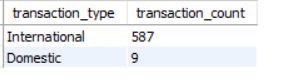 transaction_type transaction_count
International 587
Domestic 9